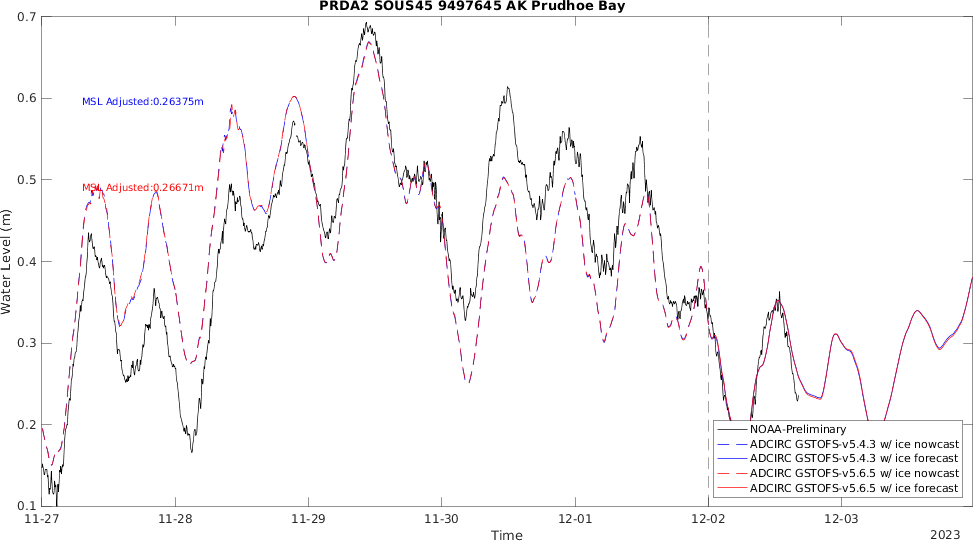 PRDA2 SOUS45 9497645 AK Prudhoe Bay
0.7
0.6
0.5
0.4
0.3
0.2
0.1
Water Level (m)
MSL Adjusted:0.26375m
MSL Adjusted:0.26671m
NOAA-Preliminary
ADCIRC GSTOFS-v5.4.3 w/ ice nowcast
ADCIRC GSTOFS-v5.4.3 w/ ice forecast
ADCIRC GSTOFS-v5.6.5 w/ ice nowcast
ADCIRC GSTOFS-v5.6.5 w/ ice forecast
11-27 11-28 11-29 11-30 12-01 12-02 12-03
Time
2023